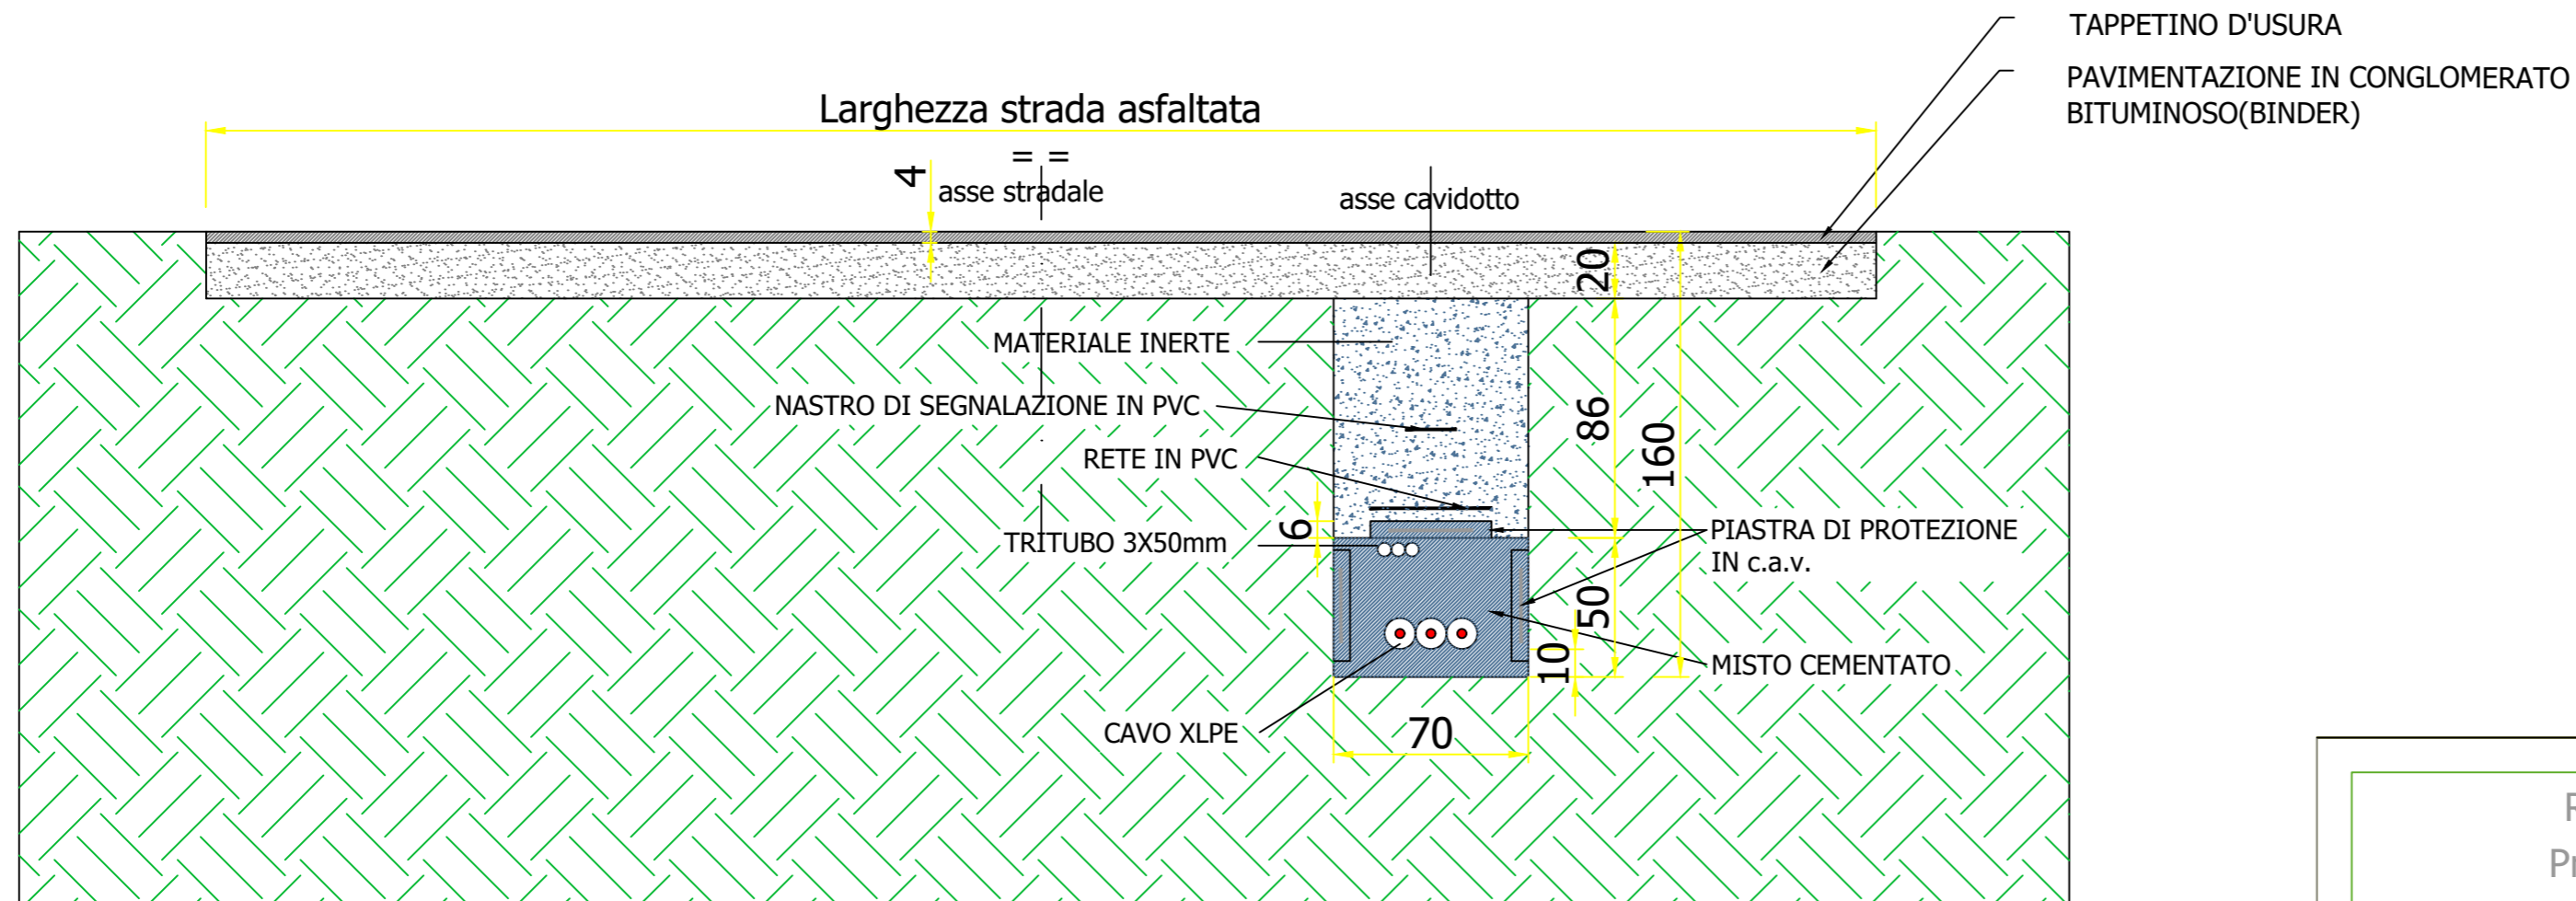 TAPPETINO D'USURA
PAVIMENTAZIONE IN CONGLOMERATO
BITUMINOSO(BINDER)
Larghezza strada asfaltata
= =
4
asse stradale
asse cavidotto
20
MATERIALE INERTE
NASTRO DI SEGNALAZIONE IN PVC
86
160
RETE IN PVC
6
TRITUBO 3X50mm
PIASTRA DI PROTEZIONE
IN c.a.v.
50
10
MISTO CEMENTATO
CAVO XLPE
70